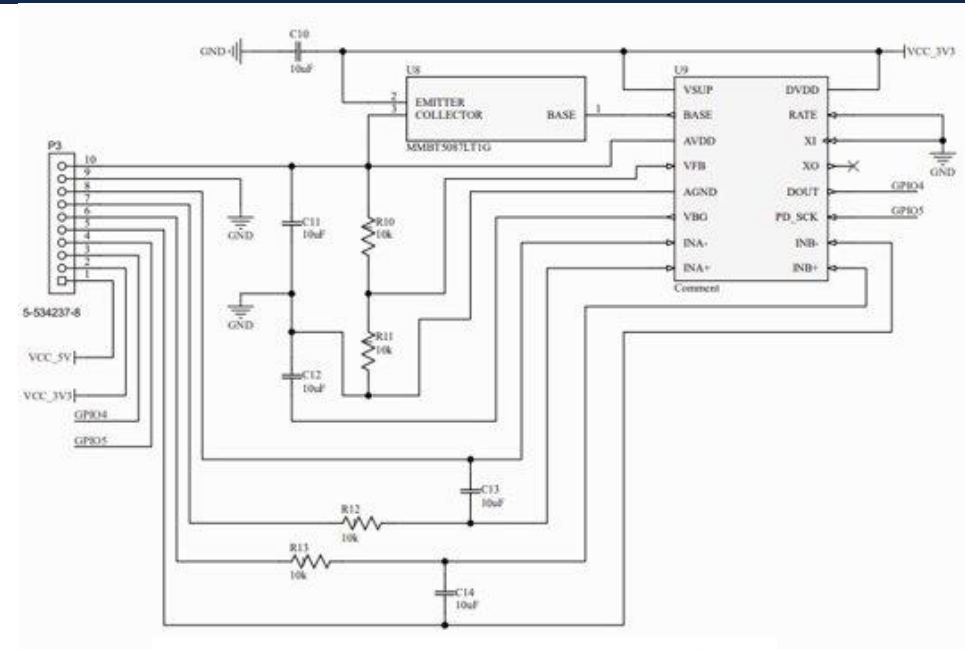 C10
GND
10uF
VCC_3V3
U8
2
EMITTER
3
COLLECTOR
BASE
1
MMBT5087LT1G
U9
VSUP
DVDD
BASE
RATE
AVDD
XI
VFB
XO
AGND
DOUT
VBG
PD_SCK
INA-
INB-
INA+
INB+
Comment
GND
GPIO4
GPIO5
P3
10
9
8
7
6
5
4
3
2
1
5-534237-8
GND
C11
10uF
R10
10k
GND
R11
10k
C12
10uF
VCC_5V
VCC_3V3
GPIO4
GPIO5
C13
10uF
R12
10k
R13
10k
C14
10uF